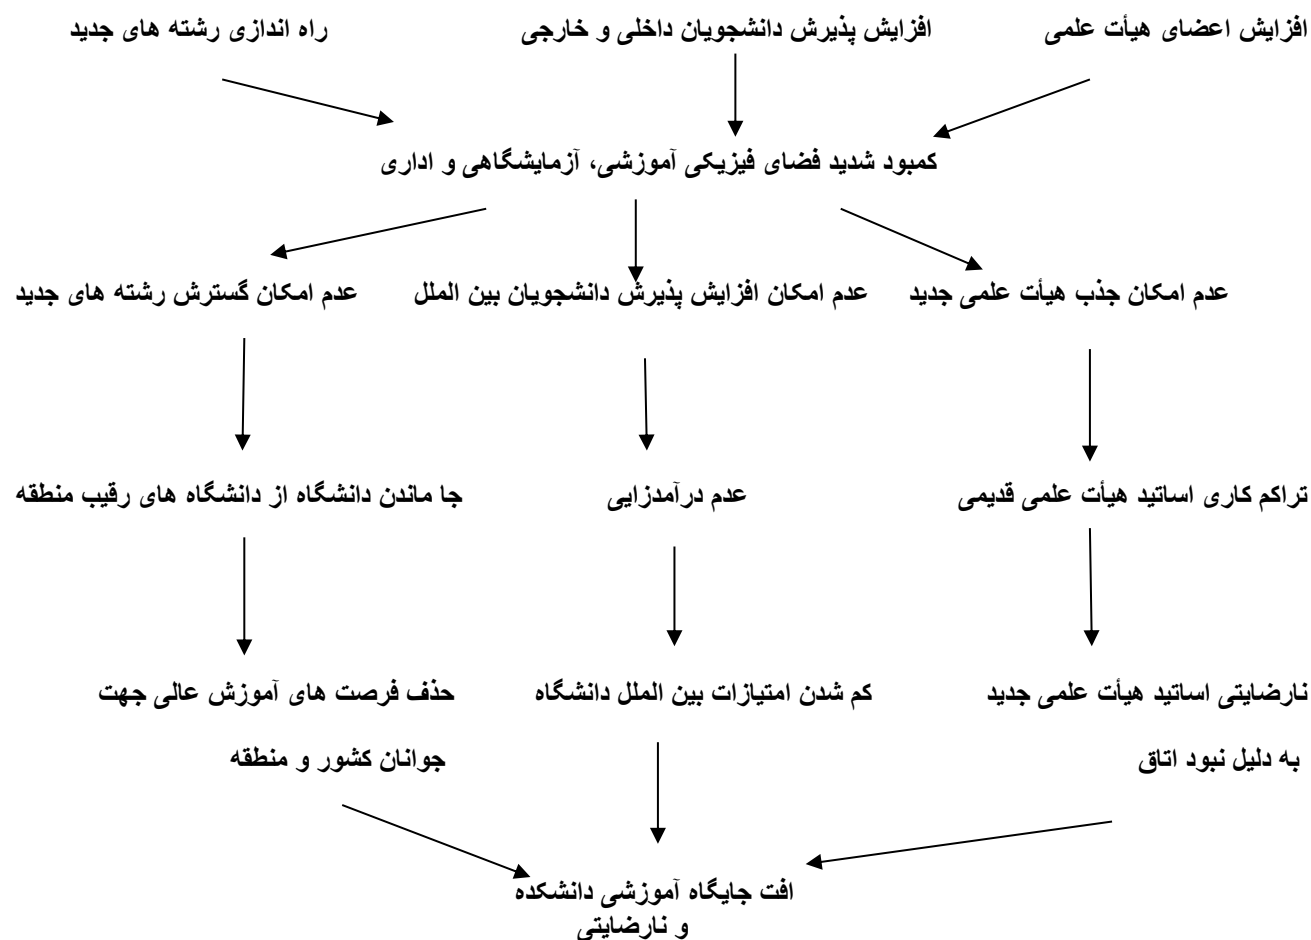 افزایش اعضای هیأت علمی
افزایش پذیرش دانشجویان داخلی و خارجی
راه اندازی رشته های جدید
کمبود شدید فضای فیزیکی آموزشی، آزمایشگاهی و اداری
عدم امکان جذب هیأت علمی جدید
عدم امکان افزایش پذیرش دانشجویان بین الملل
عدم امکان گسترش رشته های جدید
تراکم کاری اساتید هیأت علمی قدیمی
عدم درآمدزایی
جا ماندن دانشگاه از دانشگاه های رقیب منطقه
نارضایتی اساتید هیأت علمی جدید
به دلیل نبود اتاق
کم شدن امتیازات بین الملل دانشگاه
حذف فرصت های آموزش عالی جهت
جوانان کشور و منطقه
افت جایگاه آموزشی دانشکده
و نارضایتی